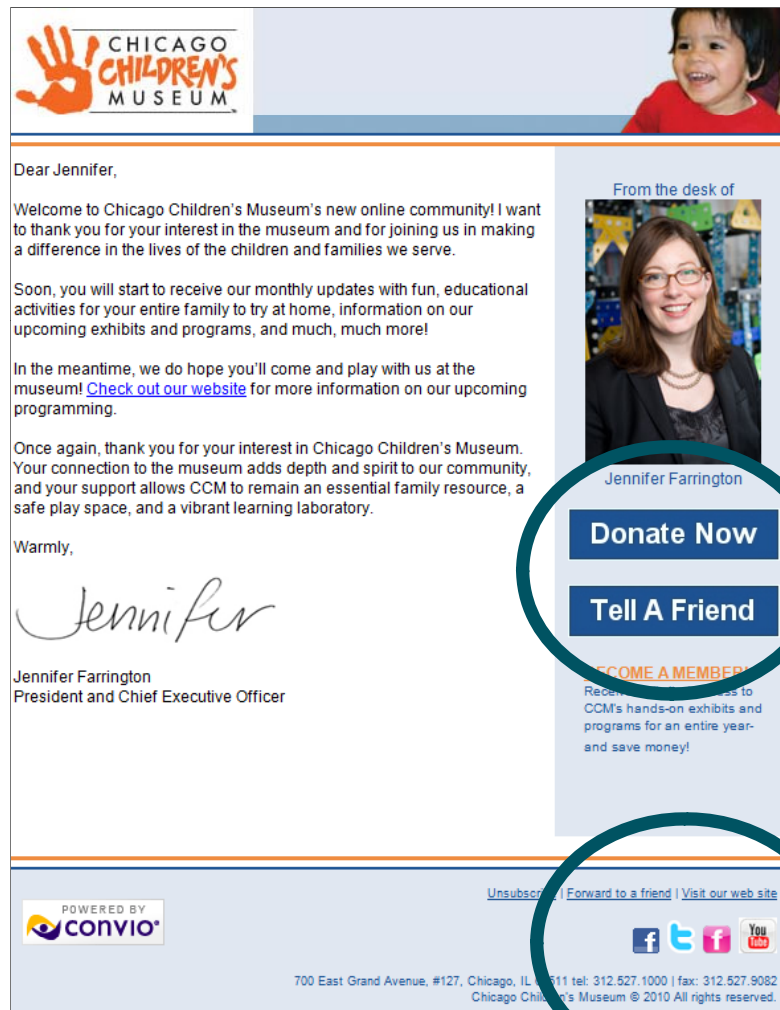 CHICAGO
CHILDREN'S
MUSEUM
Dear Jennifer,
Welcome to Chicago Children's Museum's new online community! I want
to thank you for your interest in the museum and for joining us in making
a difference in the lives of the children and families we serve.
Soon, you will start to receive our monthly updates with fun, educational
activities for your entire family to try at home, information on our
upcoming exhibits and programs, and much, much more!
In the meantime, we do hope you'll come and play with us at the
museum! Check out our website for more information on our upcoming
programming.
Once again, thank you for your interest in Chicago Children's Museum.
Your connection to the museum adds depth and spirit to our community,
and your support allows CCM to remain an essential family resource, a
safe play space, and a vibrant learning laboratory.
Warmly,
Jennifer
Jennifer Farrington
President and Chief Executive Officer
From the desk of
Jennifer Farrington
Donate Now
Tell A Friend
BECOME A MEMBER!
to
CCM's hands-on exhibits and
programs for an entire year-
and save money!
POWERED BY
convio
Unsubscribe | Forward to a friend | Visit our web site
f t f You Tube
700 East Grand Avenue, #127, Chicago, IL 60611 tel: 312.527.1000 | fax: 312.527.9082
Chicago Children's Museum © 2010 All rights reserved.